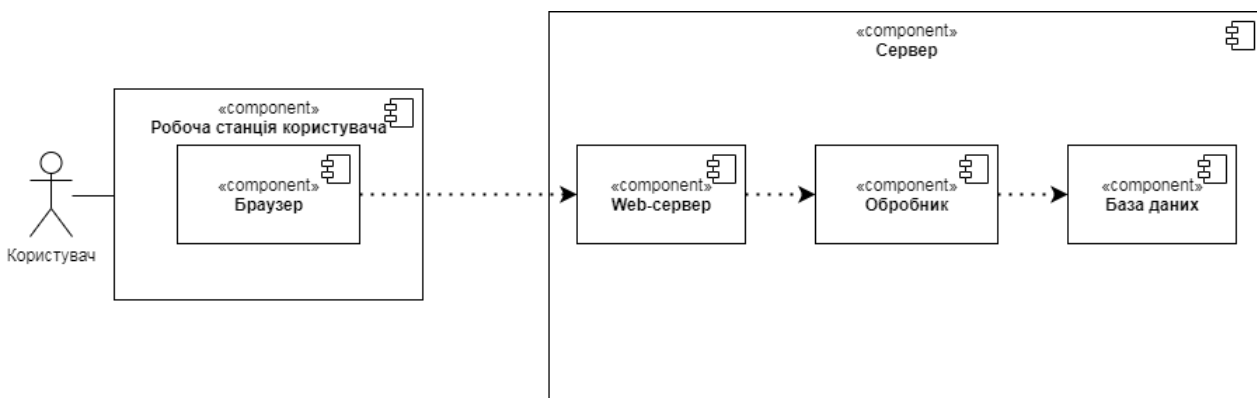 «component»
Сервер
«component»
Робоча станція користувача
«component»
Браузер
«component»
Web-сервер
«component»
Обробник
«component»
База даних
Користувач